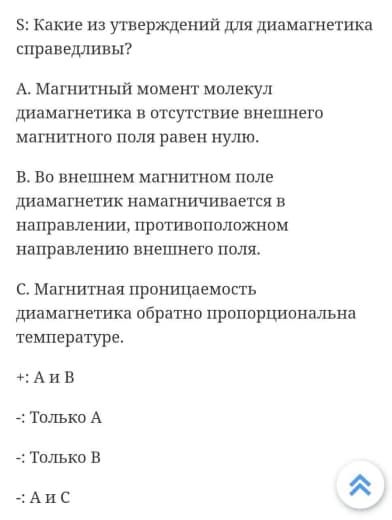 S: Какие из утверждений для диамагнетика
справедливы?
А. Магнитный момент молекул
диамагнетика в отсутствие внешнего
магнитного поля равен нулю.
В. Во внешнем магнитном поле
диамагнетик намагничивается в
направлении, противоположном
направлению внешнего поля.
С. Магнитная проницаемость
диамагнетика обратно пропорциональна
температуре.
+: А и В
-: Только А
-: Только В
-: А и С